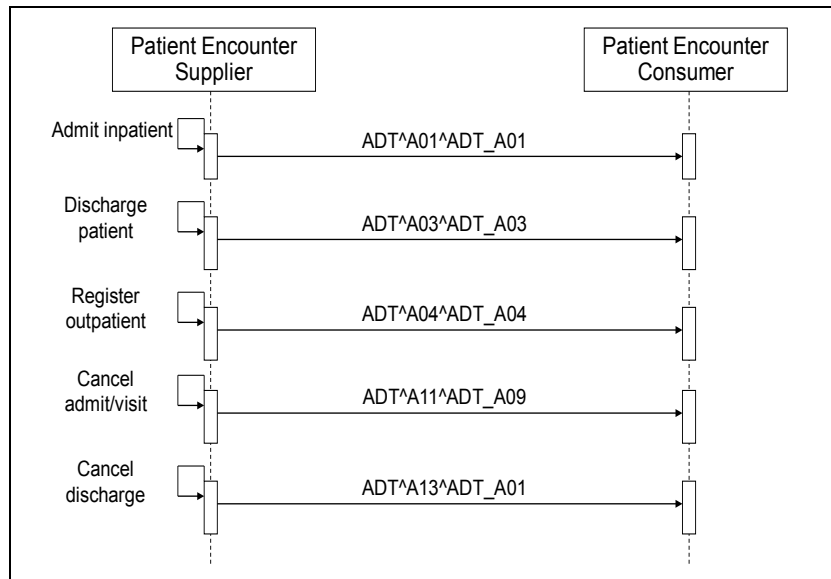 Patient Encounter
Supplier
Patient Encounter
Consumer
Admit inpatient
ADT^A01^ADT_A01
Discharge
patient
ADT^A03^ADT_A03
Register
outpatient
ADT^A04^ADT_A04
Cancel
admit/visit
ADT^A11^ADT_A09
Cancel
discharge
ADT^A13^ADT_A01